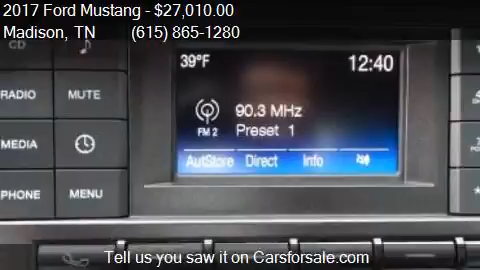 2017 Ford Mustang - $27,010.00
Madison, TN (615) 865-1280
CD
39°F 12:40
RADIO MUTE
90.3 MHz
FM 2 Preset 1
MEDIA
AutStore Direct Info
PHONE MENU
Tell us you saw it on Carsforsale.com